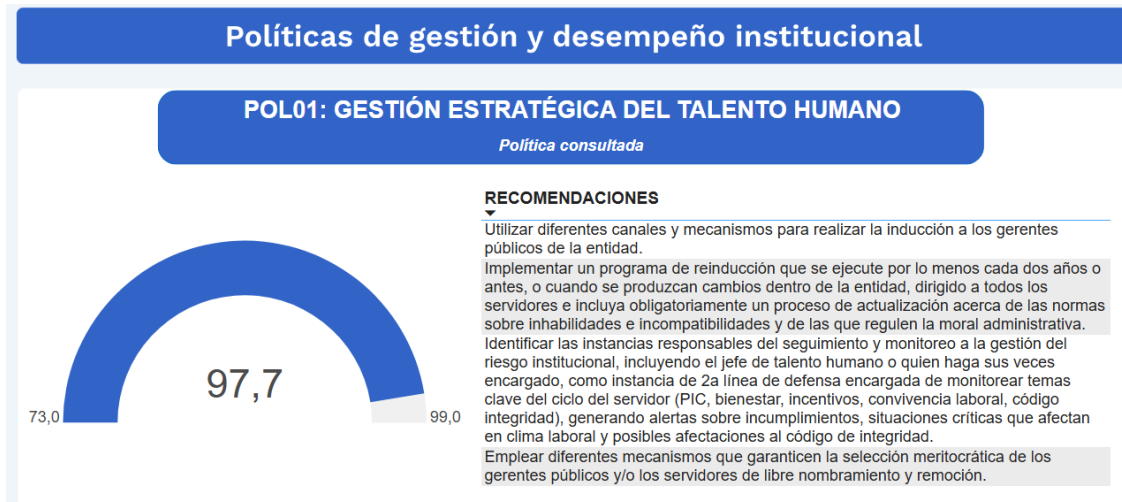 Políticas de gestión y desempeño institucional
POL01: GESTIÓN ESTRATÉGICA DEL TALENTO HUMANO
Política consultada
RECOMENDACIONES
Utilizar diferentes canales y mecanismos para realizar la inducción a los gerentes
públicos de la entidad.
Implementar un programa de reinducción que se ejecute por lo menos cada dos años o
antes, o cuando se produzcan cambios dentro de la entidad, dirigido a todos los
servidores e incluya obligatoriamente un proceso de actualización acerca de las normas
sobre inhabilidades e incompatibilidades y de las que regulen la moral administrativa.
Identificar las instancias responsables del seguimiento y monitoreo a la gestión del
riesgo institucional, incluyendo el jefe de talento humano o quien haga sus veces
encargado, como instancia de 2a línea de defensa encargada de monitorear temas
clave del ciclo del servidor (PIC, bienestar, incentivos, convivencia laboral, código
integridad), generando alertas sobre incumplimientos, situaciones críticas que afectan
en clima laboral y posibles afectaciones al código de integridad.
Emplear diferentes mecanismos que garanticen la selección meritocrática de los
gerentes públicos y/o los servidores de libre nombramiento y remoción.
97,7
73,0
99,0